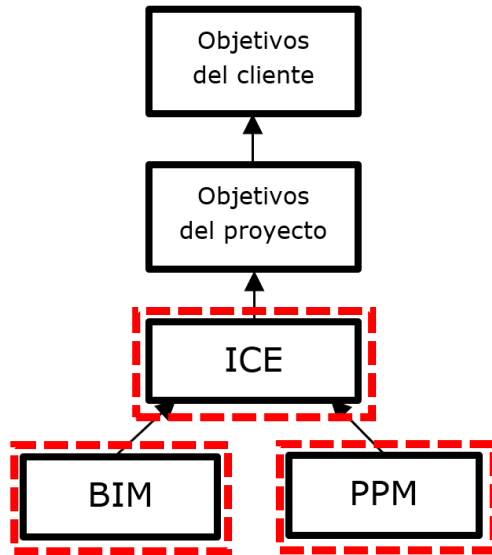 Objetivos
del cliente
Objetivos
del proyecto
ICE
BIM
PPM